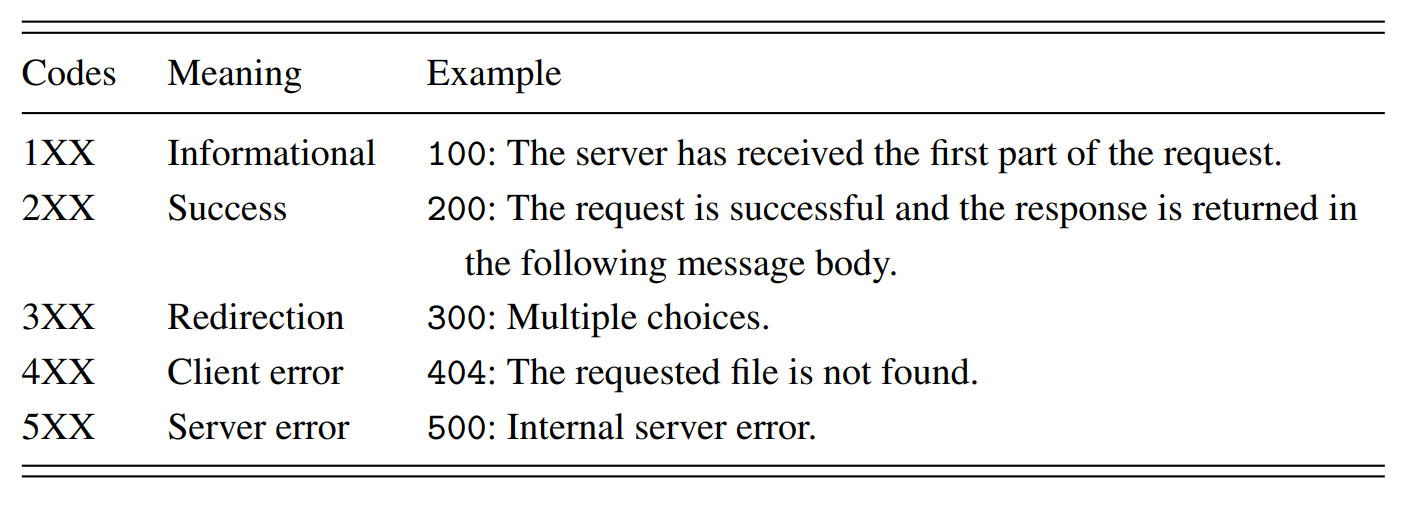 Codes Meaning Example
1XX Informational 100: The server has received the first part of the request.
2XX Success 200: The request is successful and the response is returned in
the following message body.
3XX Redirection 300: Multiple choices.
4XX Client error 404: The requested file is not found.
5XX Server error 500: Internal server error.